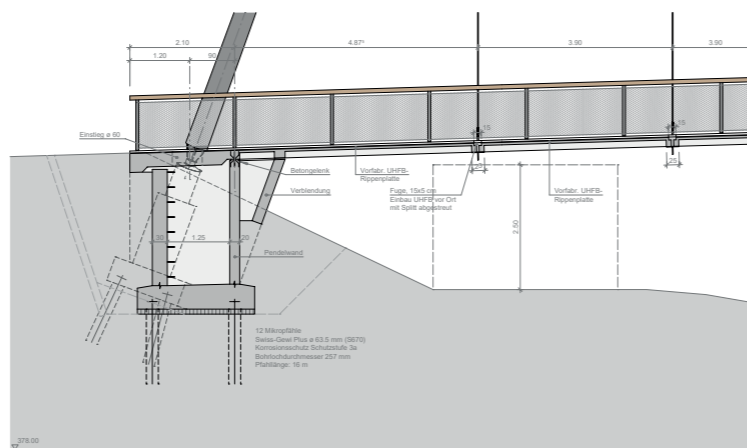 2.10
4.87⁵
3.90
3.90
1.20
90
15
15
Einstieg ø 60
Betongelenk
Vorfabr. UHFB-
Rippenplatte
Vorfabr. UHFB-
Rippenplatte
25
Verblendung
Fuge, 15x5 cm
Einbau UHFB vor Ort
mit Splitt abgestreut
2.50
30
1.25
20
Pendelwand
12 Mikropfähle
Swiss-Gewi Plus ø 63.5 mm (S670)
Korrosionsschutz Schutzstufe 3a
Bohrlochdurchmesser 257 mm
Pfahllänge: 16 m
378.00